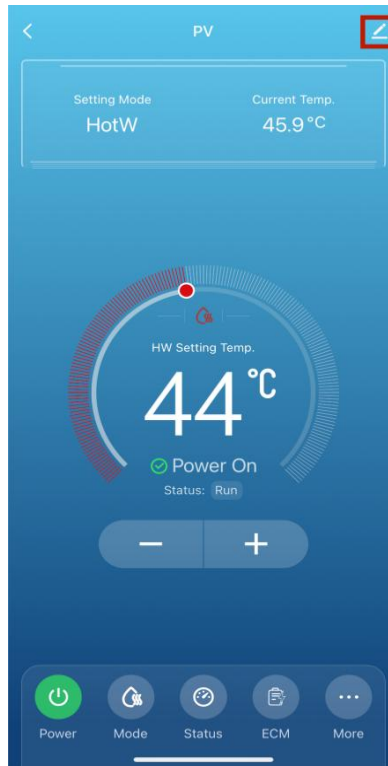 PV
Setting Mode Current Temp.
HotW 45.9°C
HW Setting Temp.
44°C
Power On
Status: Run
Power Mode Status ECM More